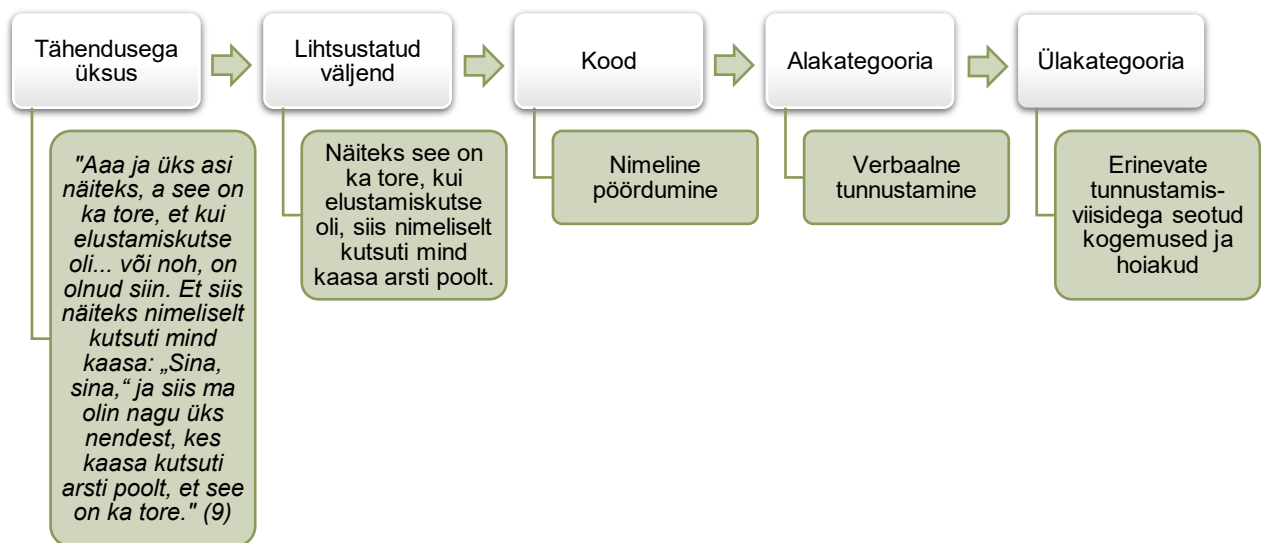 Tähendusega
üksus
Lihtsustatud
väljend
Kood
Alakategooria
Ülakategooria
"Aaa ja üks asi
näiteks, a see on
ka tore, et kui
elustamiskutse
oli... või noh, on
olnud siin. Et siis
näiteks nimeliselt
kutsuti mind
kaasa: „Sina,
sina,“ ja siis ma
olin nagu üks
nendest, kes
kaasa kutsuti
arsti poolt, et see
on ka tore." (9)
Näiteks see on
ka tore, kui
elustamiskutse
oli, siis nimeliselt
kutsuti mind
kaasa arsti poolt.
Nimeline
pöördumine
Verbaalne
tunnustamine
Erinevate
tunnustamis-
viisidega seotud
kogemused ja
hoiakud